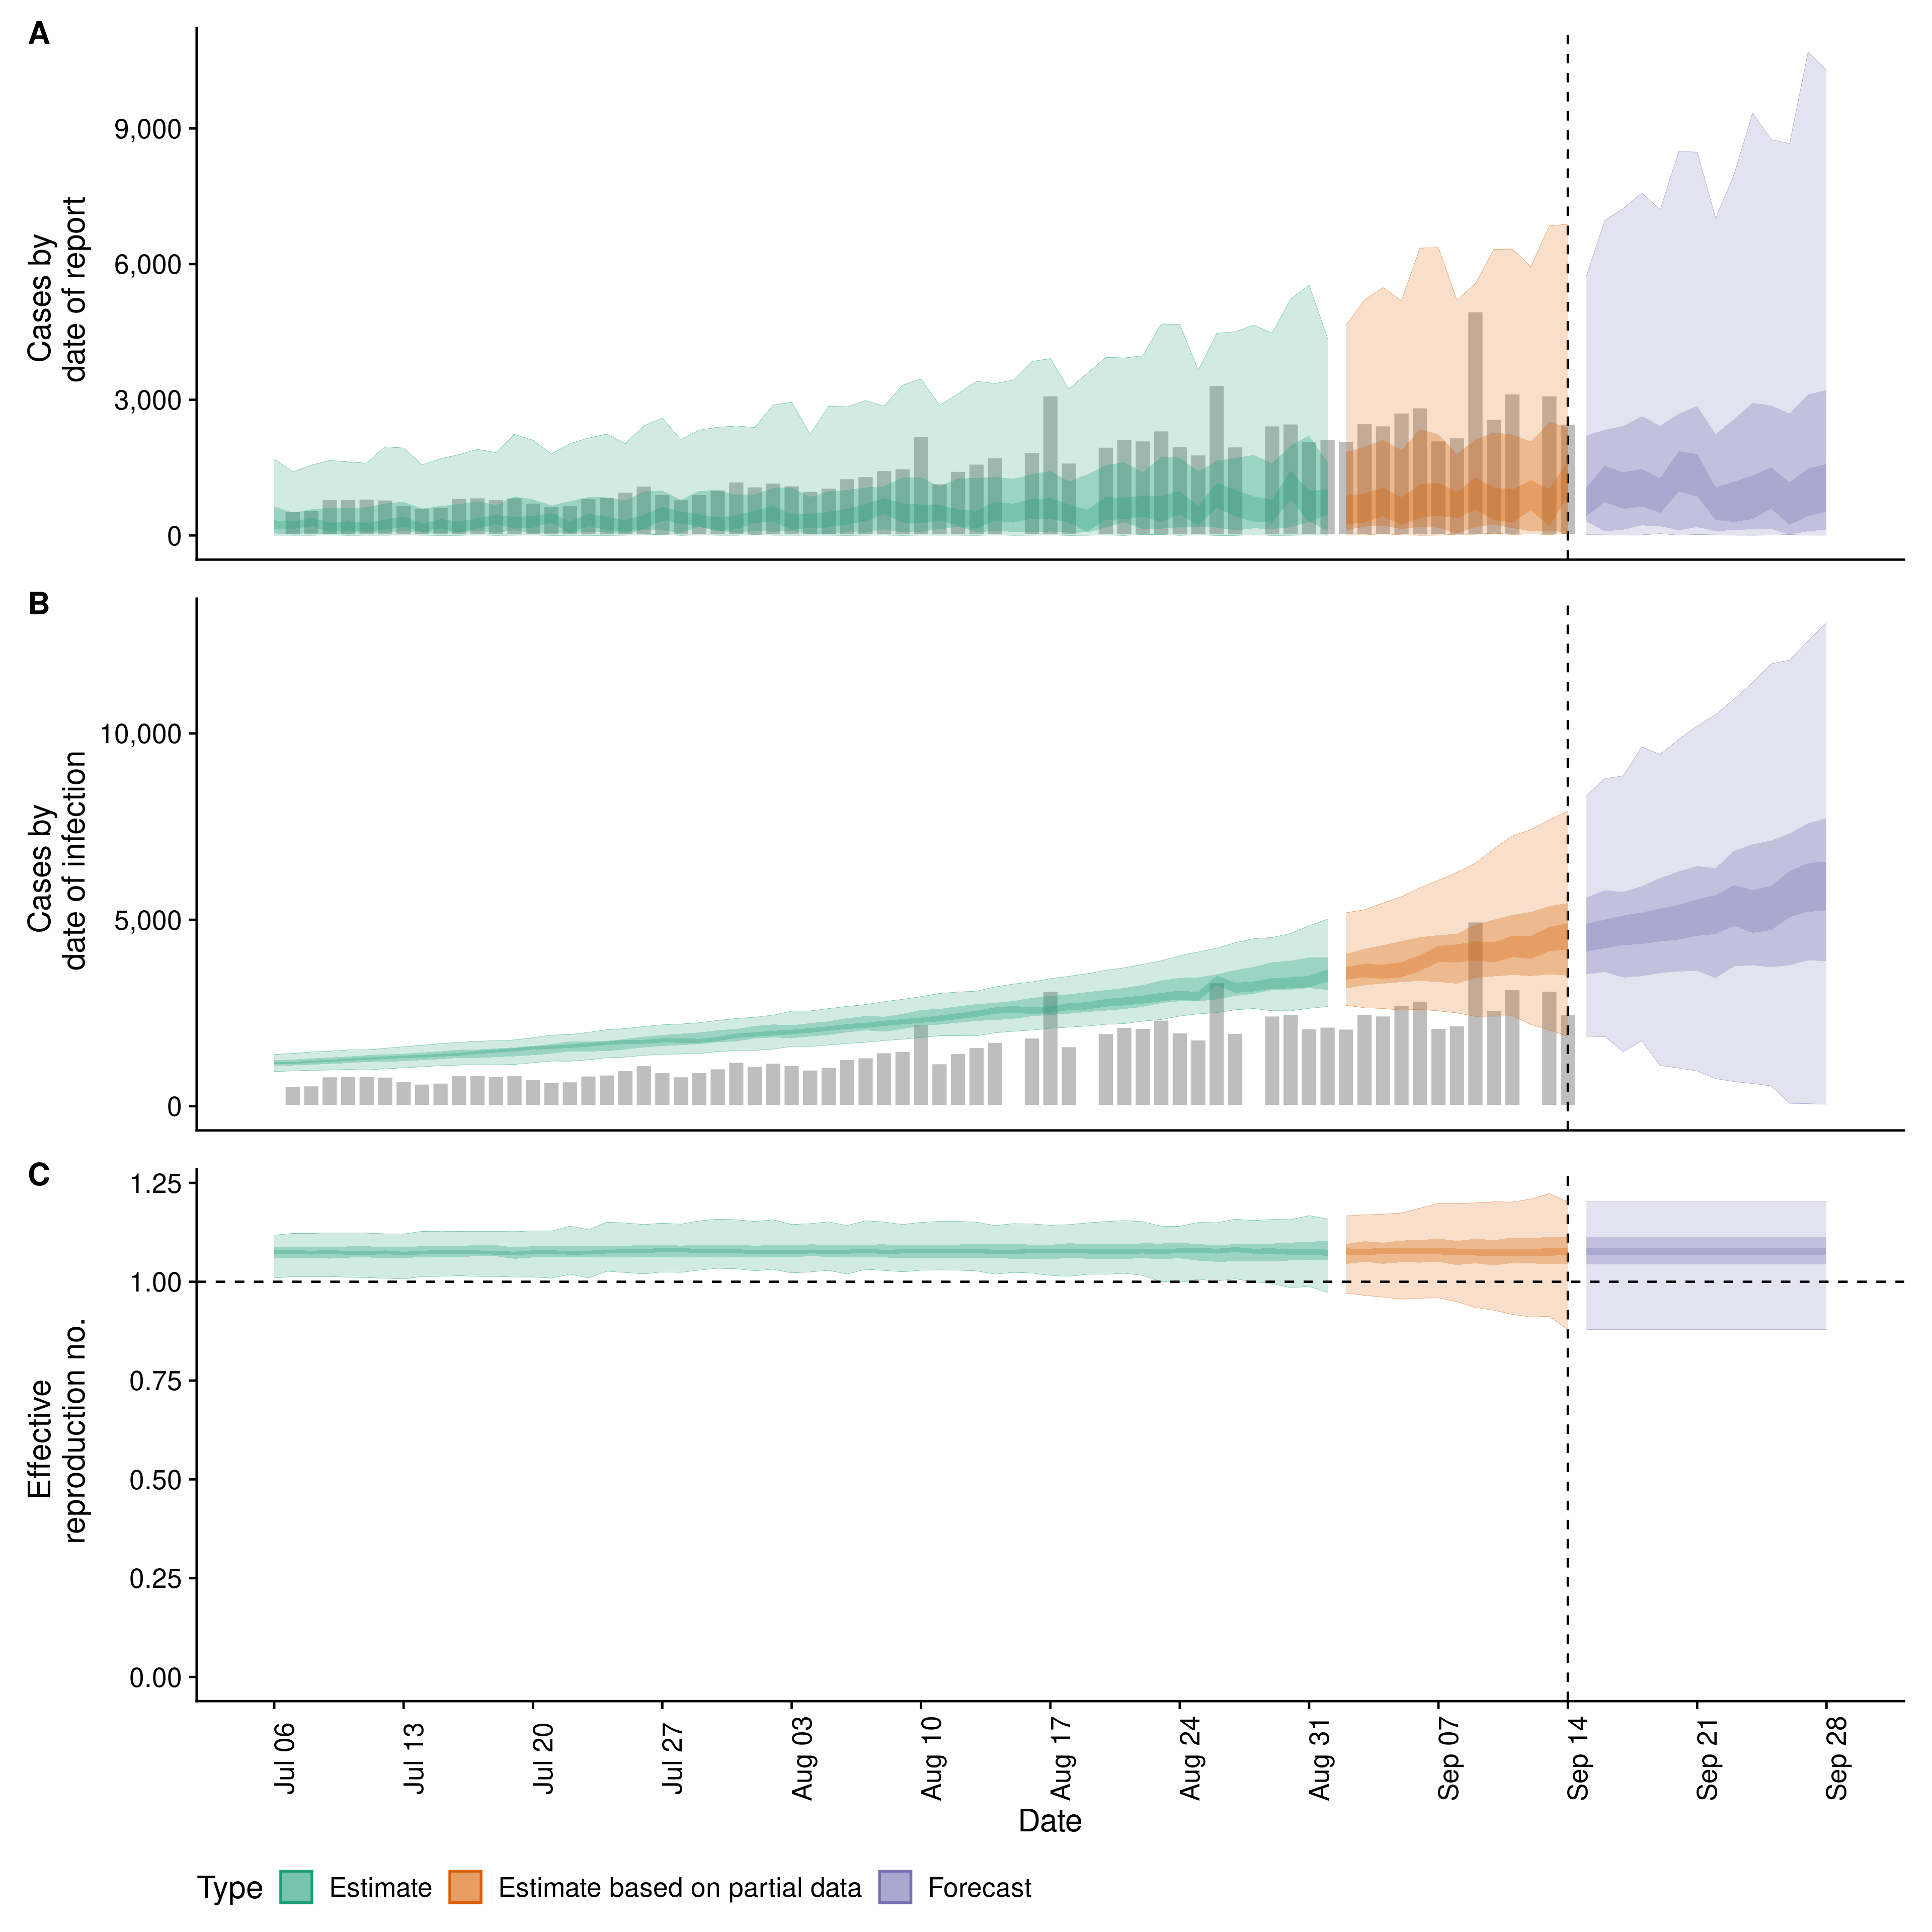 A
Cases by
date of report
9,000
6,000
3,000
0
B
Cases by
date of infection
10,000
5,000
0
C
Effective
reproduction no.
1.25
1.00
0.75
0.50
0.25
0.00
Jul 06
Jul 13
Jul 20
Jul 27
Aug 03
Aug 10
Aug 17
Aug 24
Aug 31
Sep 07
Sep 14
Sep 21
Sep 28
Date
Type Estimate Estimate based on partial data Forecast